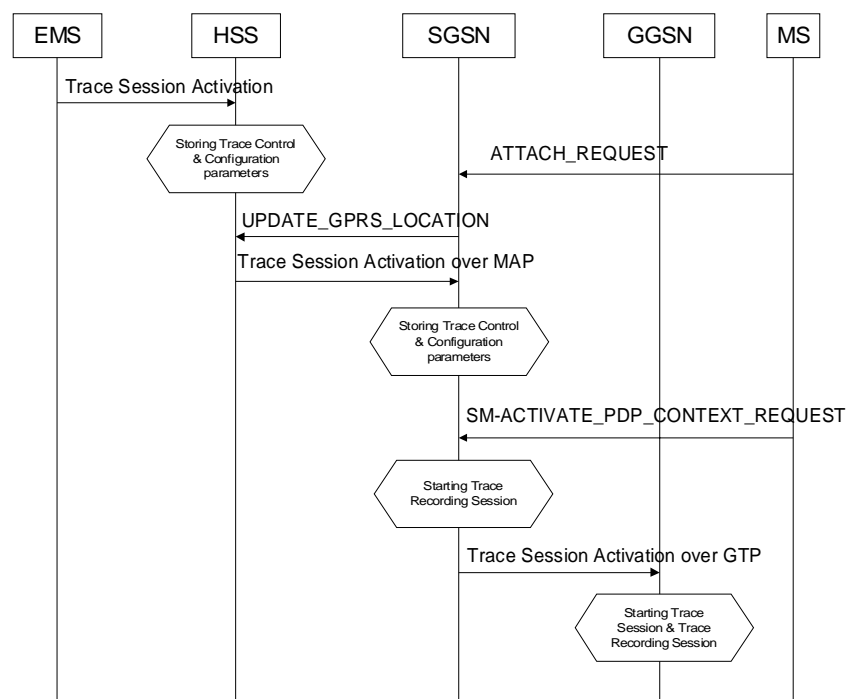 EMS
HSS
SGSN
GGSN
MS
Trace Session Activation
Storing Trace Control
& Configuration
parameters
ATTACH_REQUEST
UPDATE_GPRS_LOCATION
Trace Session Activation over MAP
Storing Trace Control
& Configuration
parameters
SM-ACTIVATE_PDP_CONTEXT_REQUEST
Starting Trace
Recording Session
Trace Session Activation over GTP
Starting Trace
Session & Trace
Recording Session